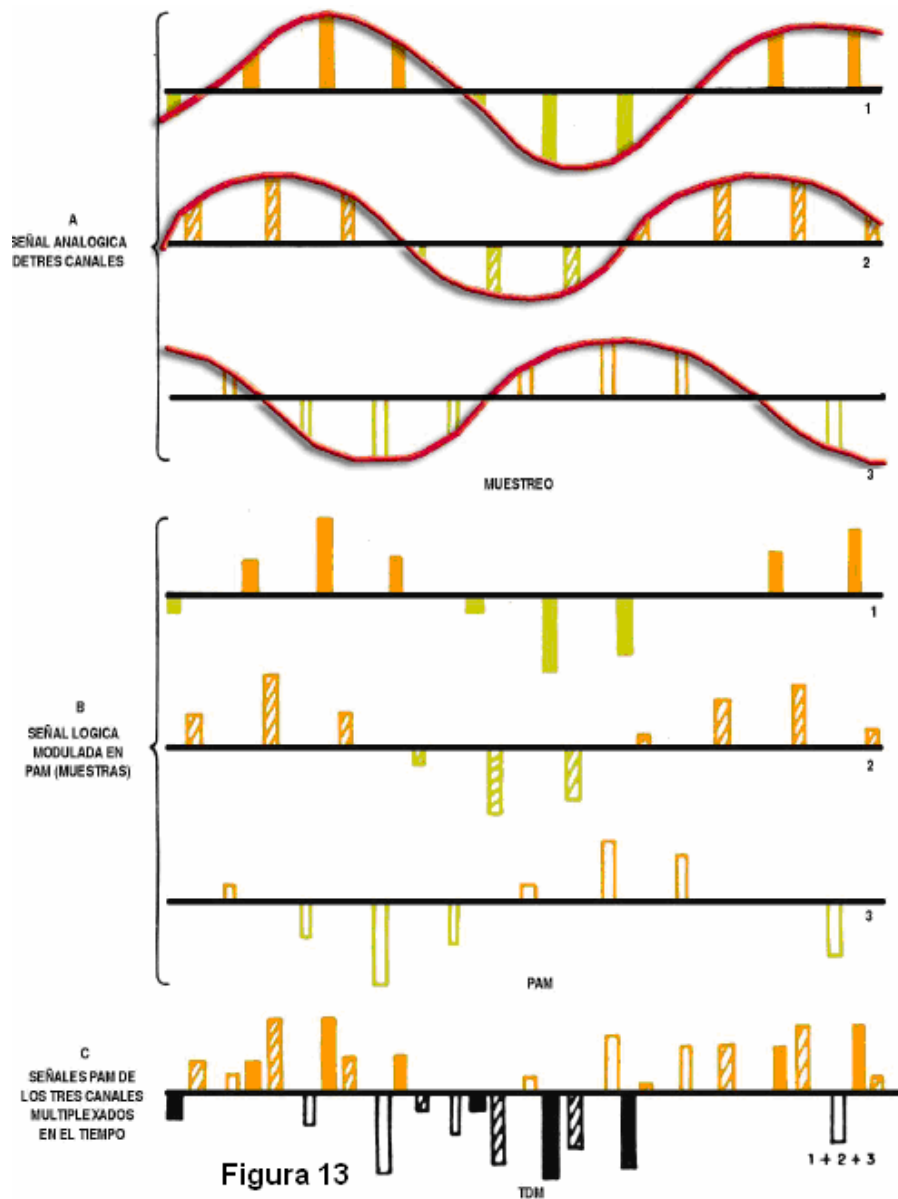 1
A
SEÑAL ANALOGICA
DETRES CANALES
2
3
MUESTREO
1
B
SEÑAL LOGICA
MODULADA EN
PAM (MUESTRAS)
2
3
PAM
C
SEÑALES PAM DE
LOS TRES CANALES
MULTIPLEXADOS
EN EL TIEMPO
1 + 2 + 3
Figura 13
TDM